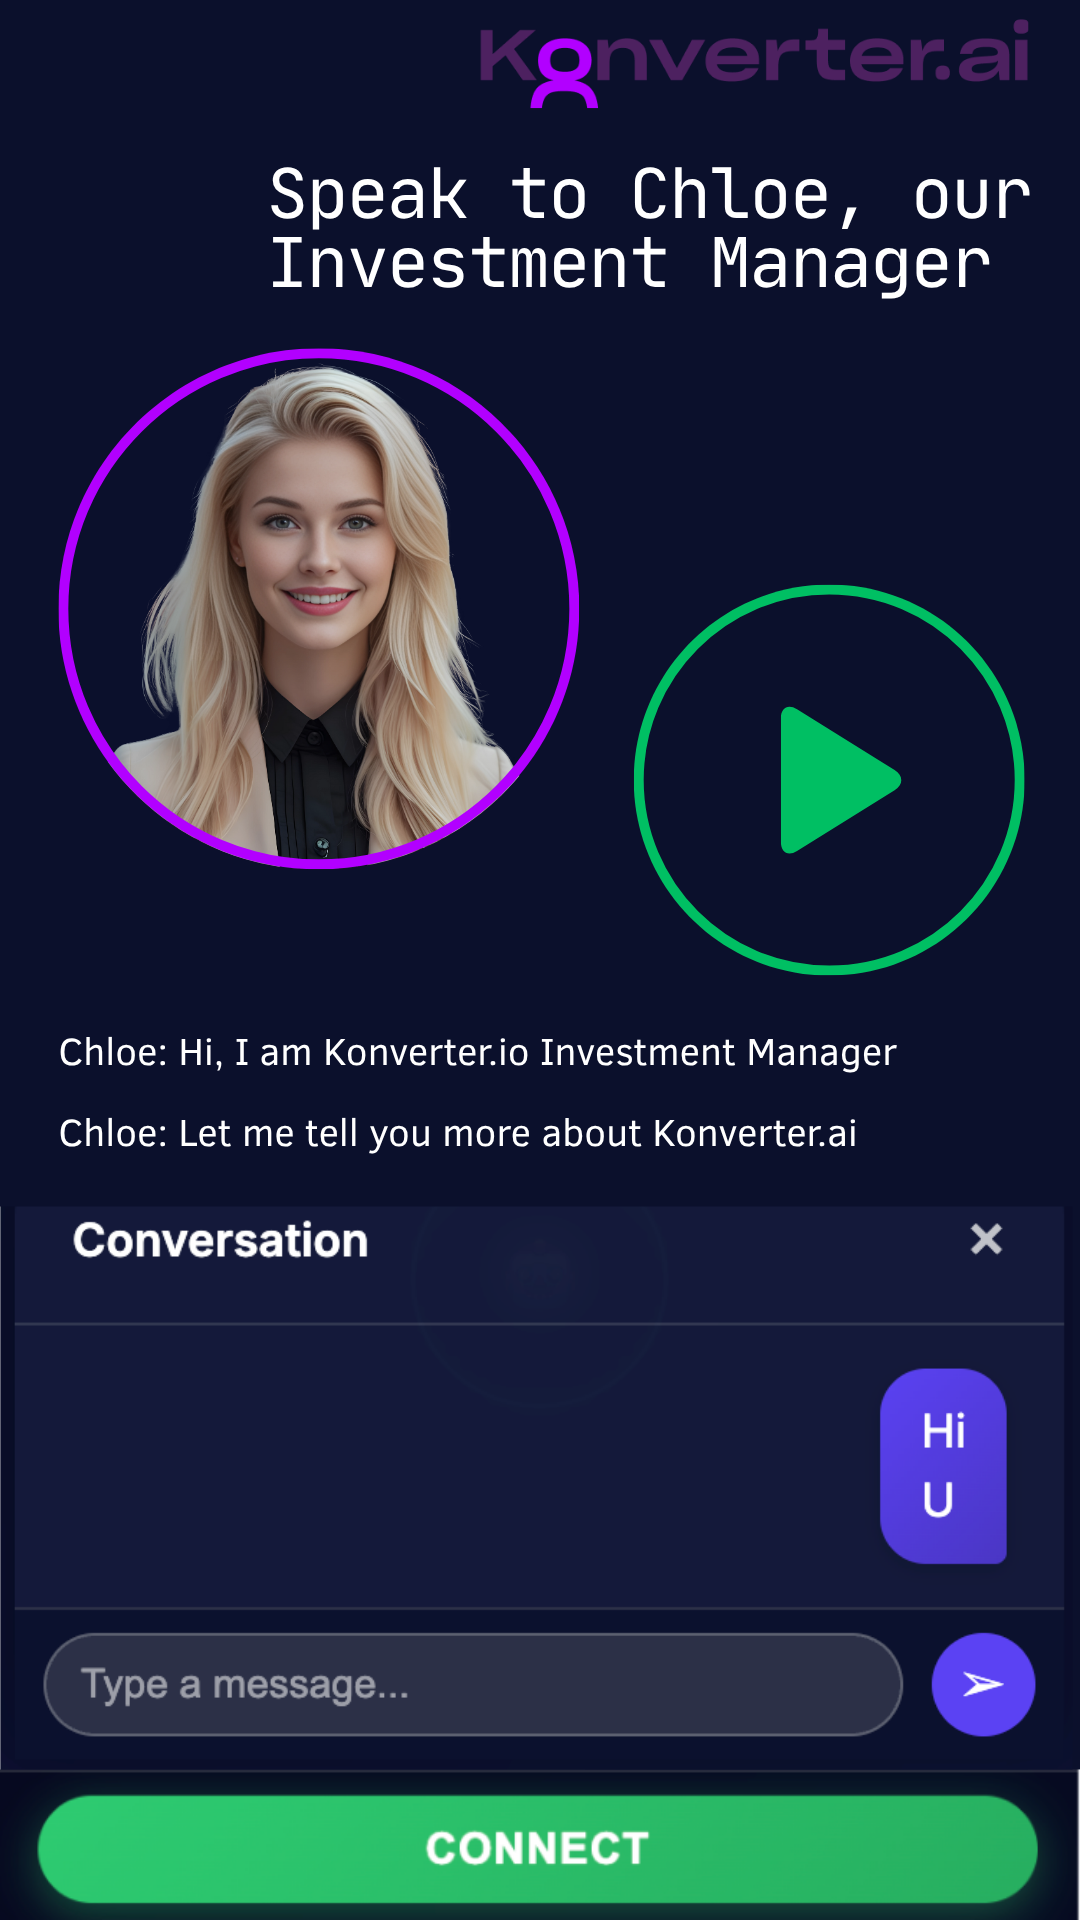 Konverter.ai
Speak to Chloe, our
Investment Manager
Chloe: Hi, I am Konverter.io Investment Manager
Chloe: Let me tell you more about Konverter.ai
Conversation
Hi
U
Type a message...
CONNECT